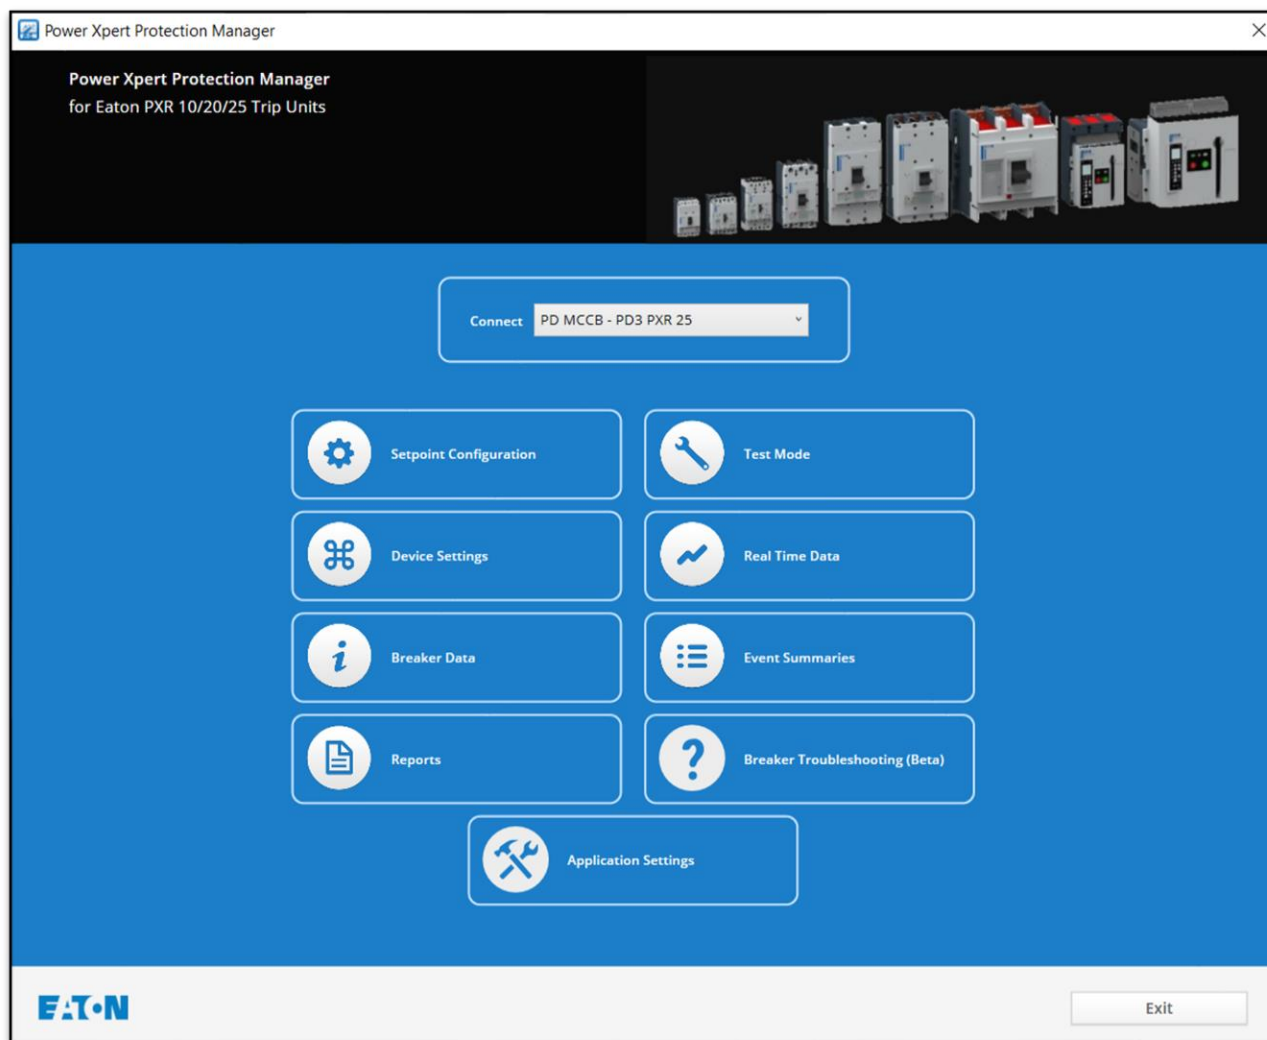 Power Xpert Protection Manager
Power Xpert Protection Manager
for Eaton PXR 10/20/25 Trip Units
Connect
PD MCCB - PD3 PXR 25
Setpoint Configuration
Test Mode
Device Settings
Real Time Data
Breaker Data
Event Summaries
Reports
Breaker Troubleshooting (Beta)
Application Settings
EATON
Exit